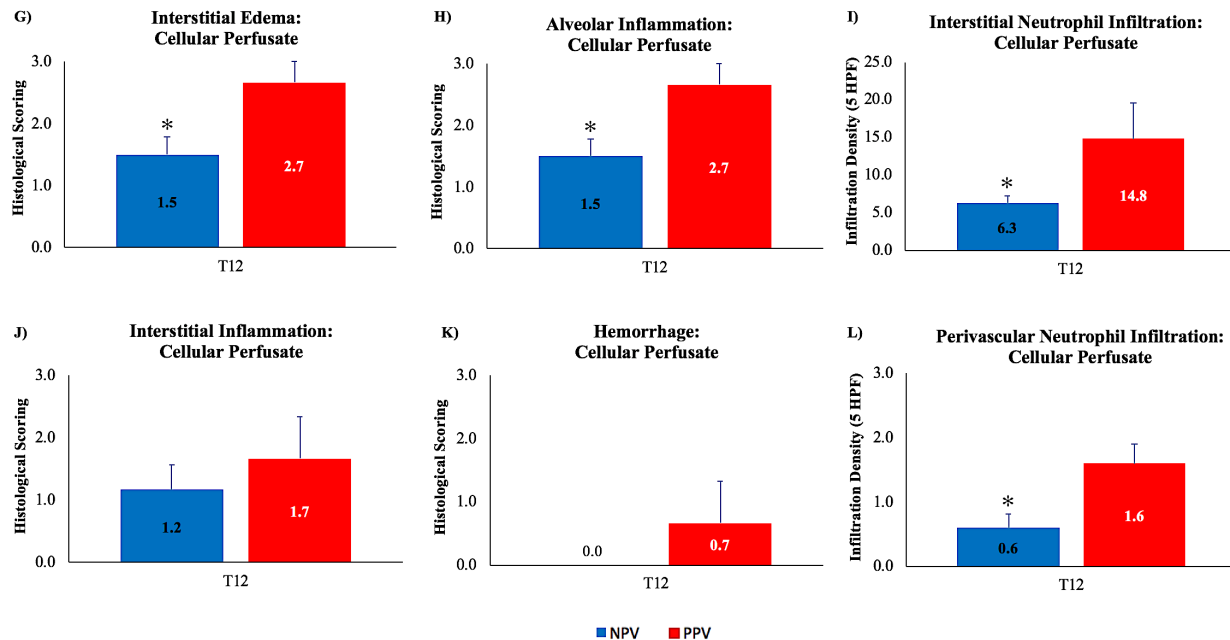 G)
Interstitial Edema:
Cellular Perfusate
Histological Scoring
3.0
2.0
1.0
0.0
*
1.5
2.7
T12
H)
Alveolar Inflammation:
Cellular Perfusate
Histological Scoring
3.0
2.0
1.0
0.0
*
1.5
2.7
T12
I)
Interstitial Neutrophil Infiltration:
Cellular Perfusate
Infiltration Density (5 HPF)
25.0
20.0
15.0
10.0
5.0
0.0
*
6.3
14.8
T12
J)
Interstitial Inflammation:
Cellular Perfusate
Histological Scoring
3.0
2.0
1.0
0.0
1.2
1.7
T12
K)
Hemorrhage:
Cellular Perfusate
Histological Scoring
3.0
2.0
1.0
0.0
0.0
0.7
T12
L)
Perivascular Neutrophil Infiltration:
Cellular Perfusate
Infiltration Density (5 HPF)
3.0
2.0
1.0
0.0
*
0.6
1.6
T12
NPV PPV